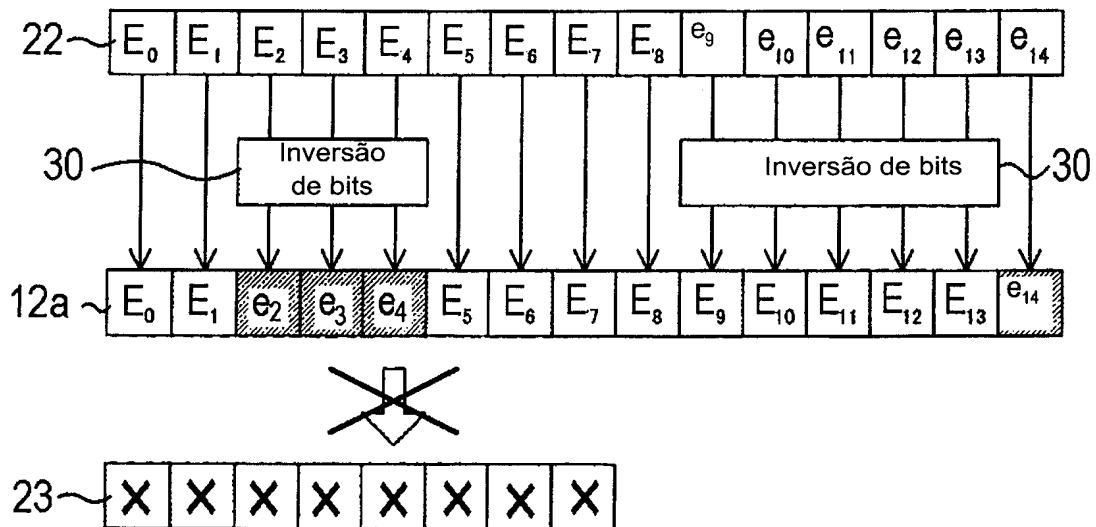 22 E₀ E₁ E₂ E₃ E₄ E₅ E₆ E₇ E₈ e₉ e₁₀ e₁₁ e₁₂ e₁₃ e₁₄
30 Inversão de bits
Inversão de bits 30
12a E₀ E₁ e₂ e₃ e₄ E₅ E₆ E₇ E₈ E₉ E₁₀ E₁₁ E₁₂ E₁₃ e₁₄
23 X X X X X X X X